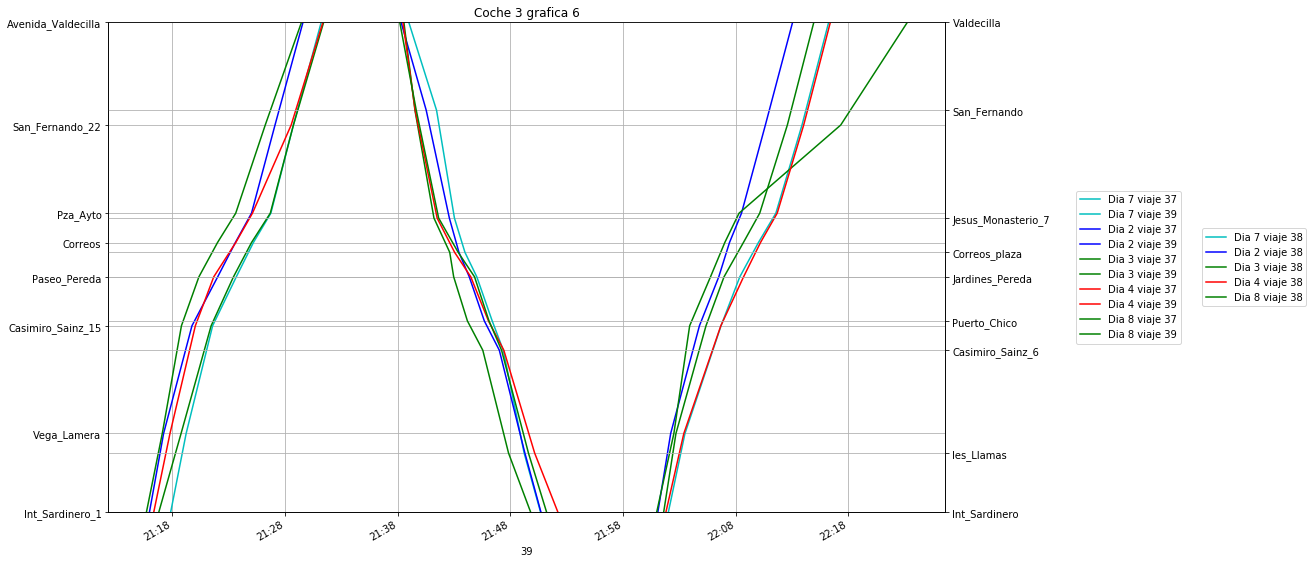 Coche 3 grafica 6
Avenida_Valdecilla
San_Fernando_22
Pza_Ayto
Correos
Paseo_Pereda
Casimiro_Sainz_15
Vega_Lamera
Int_Sardinero_1
Valdecilla
San_Fernando
Jesus_Monasterio_7
Correos_plaza
Jardines_Pereda
Puerto_Chico
Casimiro_Sainz_6
Ies_Llamas
Int_Sardinero
21:18
21:28
21:38
21:48
21:58
22:08
22:18
39
Dia 7 viaje 37
Dia 7 viaje 39
Dia 2 viaje 37
Dia 2 viaje 39
Dia 3 viaje 37
Dia 3 viaje 39
Dia 4 viaje 37
Dia 4 viaje 39
Dia 8 viaje 37
Dia 8 viaje 39
Dia 7 viaje 38
Dia 2 viaje 38
Dia 3 viaje 38
Dia 4 viaje 38
Dia 8 viaje 38